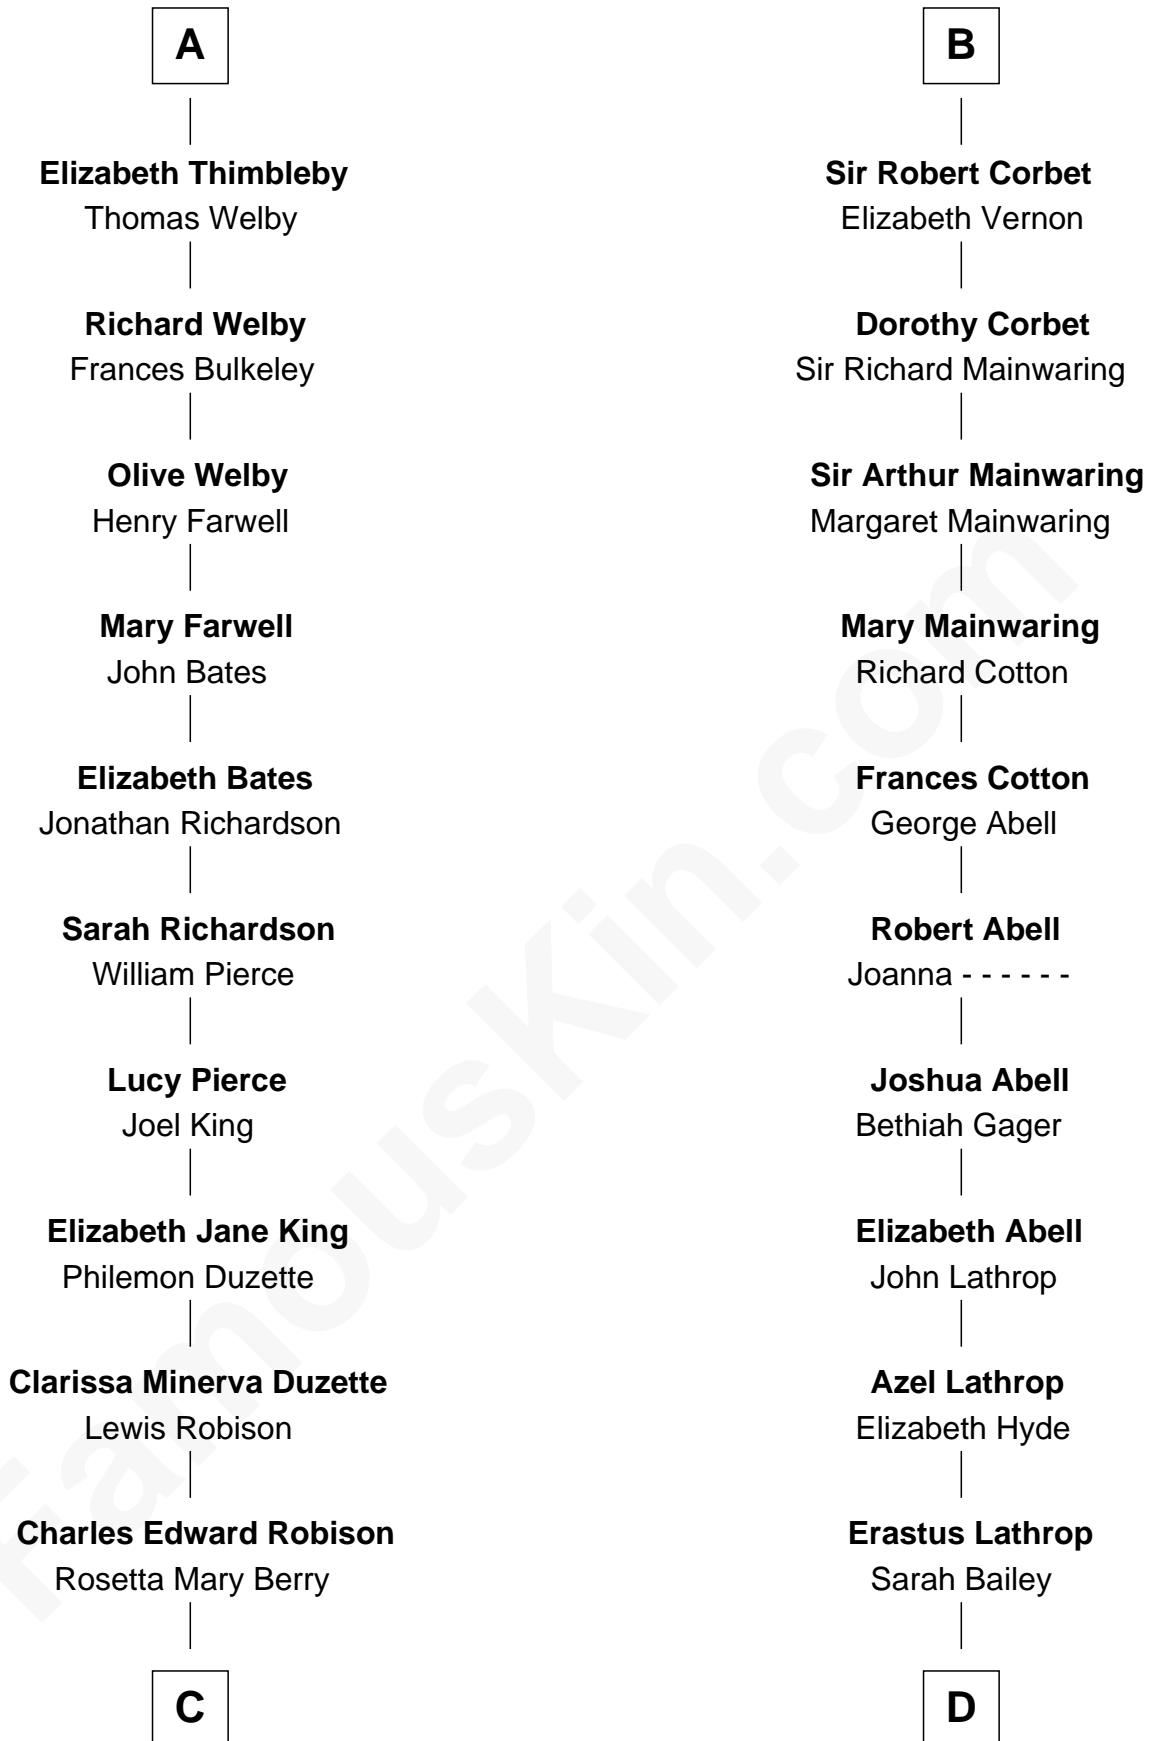 A
Elizabeth Thimbleby
Thomas Welby
Richard Welby
Frances Bulkeley
Olive Welby
Henry Farwell
Mary Farwell
John Bates
Elizabeth Bates
Jonathan Richardson
Sarah Richardson
William Pierce
Lucy Pierce
Joel King
Elizabeth Jane King
Philemon Duzette
Clarissa Minerva Duzette
Lewis Robison
Charles Edward Robison
Rosetta Mary Berry
C
B
Sir Robert Corbet
Elizabeth Vernon
Dorothy Corbet
Sir Richard Mainwaring
Sir Arthur Mainwaring
Margaret Mainwaring
Mary Mainwaring
Richard Cotton
Frances Cotton
George Abell
Robert Abell
Joanna - - - - - -
Joshua Abell
Bethiah Gager
Elizabeth Abell
John Lathrop
Azel Lathrop
Elizabeth Hyde
Erastus Lathrop
Sarah Bailey
D
FamousKin.com